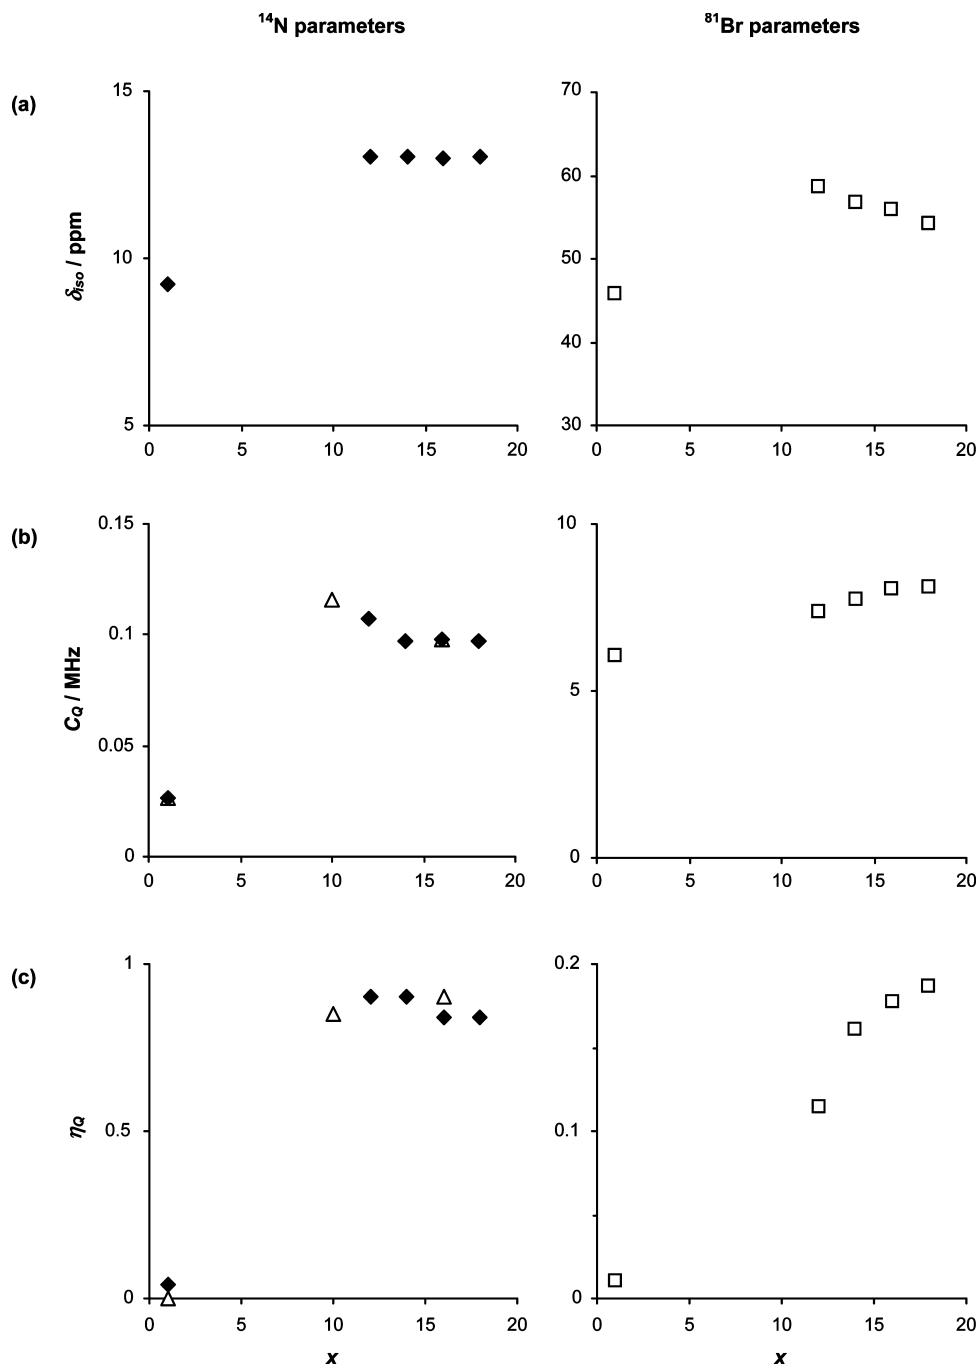 ¹⁴N parameters ⁸¹Br parameters
(a)
15 70
60
δiso / ppm
10 50
40
5 30
0 5 10 15 20 0 5 10 15 20
(b)
0.15 10
0.1
CQ / MHz
5
0.05
0 0
0 5 10 15 20 0 5 10 15 20
(c)
1 0.2
ηQ
0.5 0.1
0 0
0 5 10 15 20 0 5 10 15 20
x x